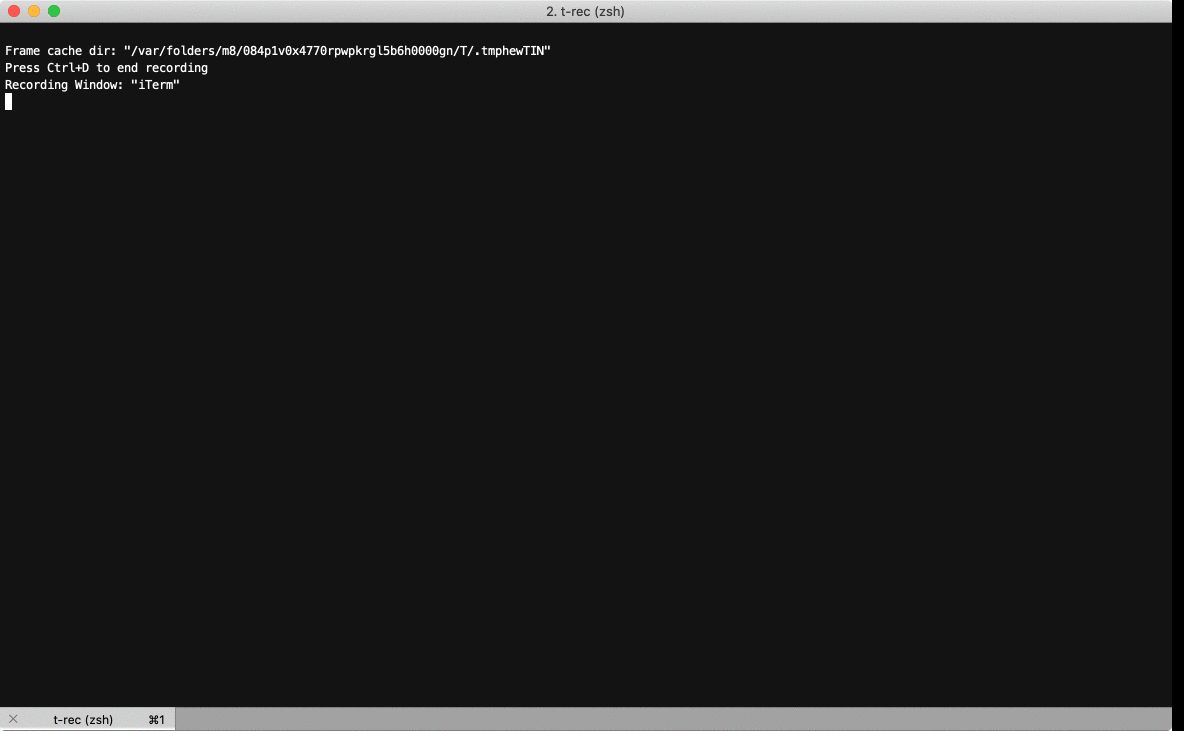 2. t-rec (zsh)
Frame cache dir: "/var/folders/m8/084p1v0x4770rpwpkrgl5b6h0000gn/T/.tmphewTIN"
Press Ctrl+D to end recording
Recording Window: "iTerm"
t-rec (zsh) ⌘1